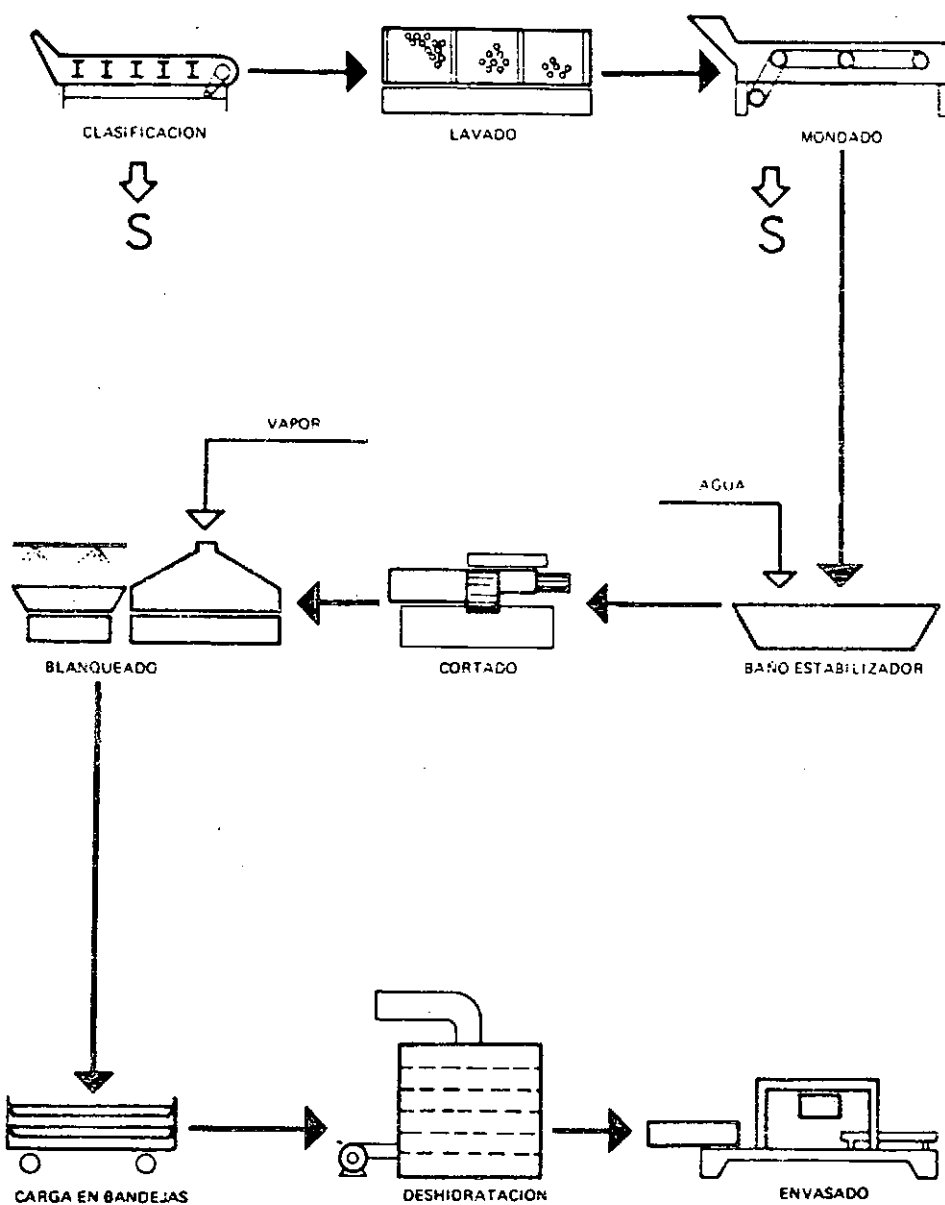 CLASIFICACION
LAVADO
MONDADO
S
S
VAPOR
AGUA
BLANQUEADO
CORTADO
BAÑO ESTABILIZADOR
CARGA EN BANDEJAS
DESHIDRATACION
ENVASADO